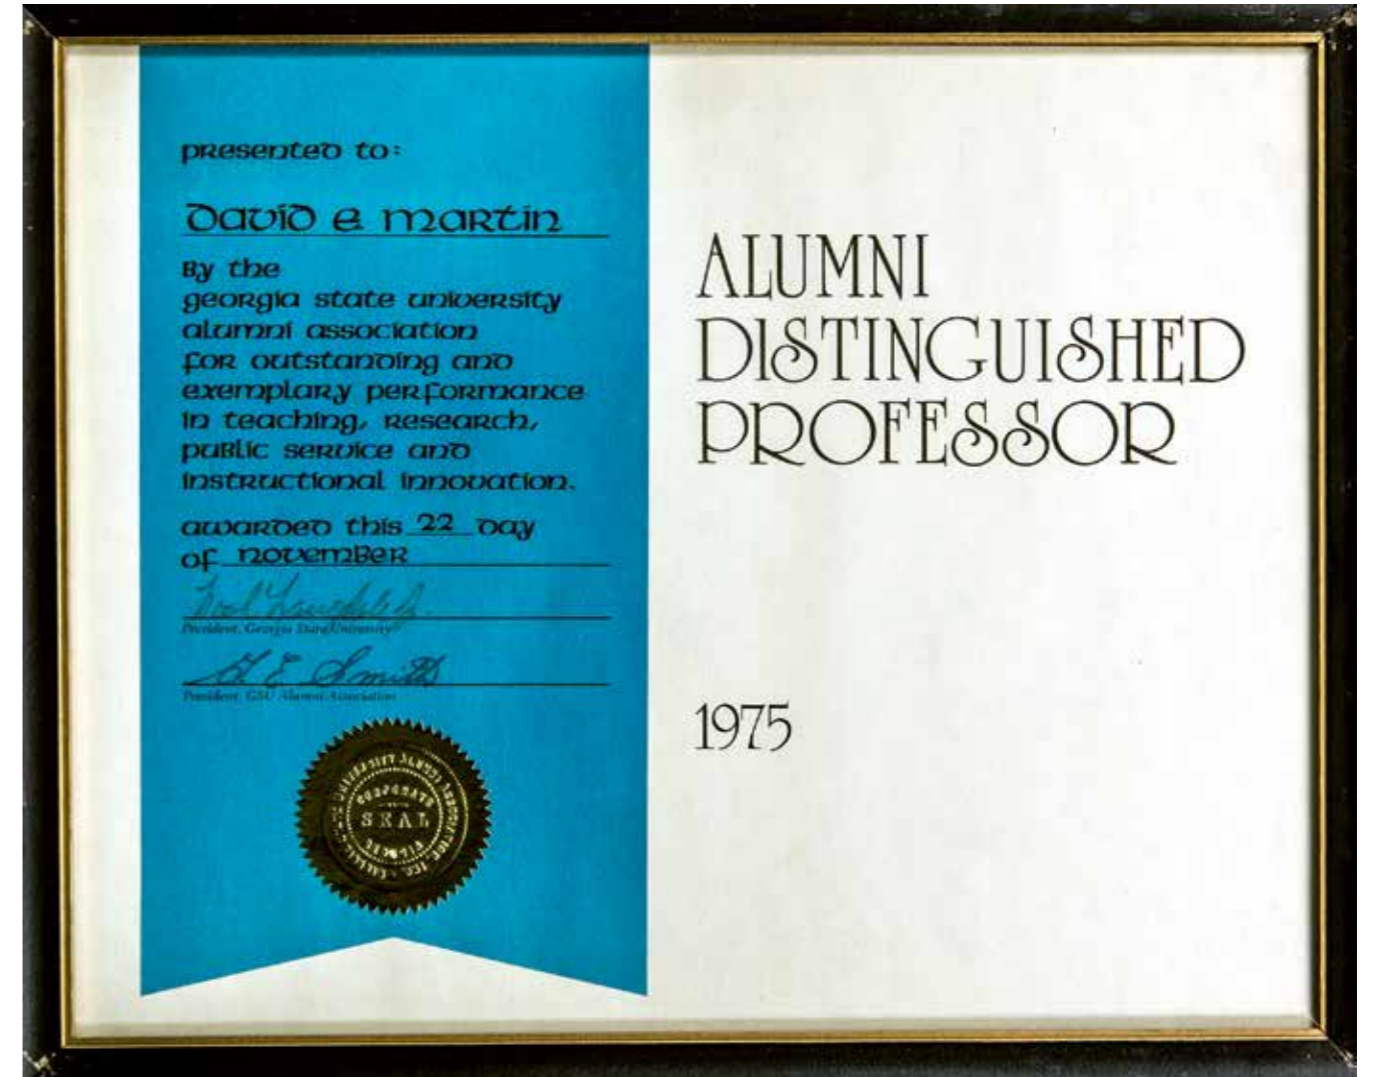 presented to:
David E Martin
By the
georgia state university
alumni association
for outstanding and
exemplary performance
in teaching, research,
public service and
instructional innovation.
awarded this 22 day
of november
President, Georgia State University
G. E. Smith
President, GSU Alumni Association
CORPORATE
SEAL
ALUMNI
DISTINGUISHED
PROFESSOR
1975